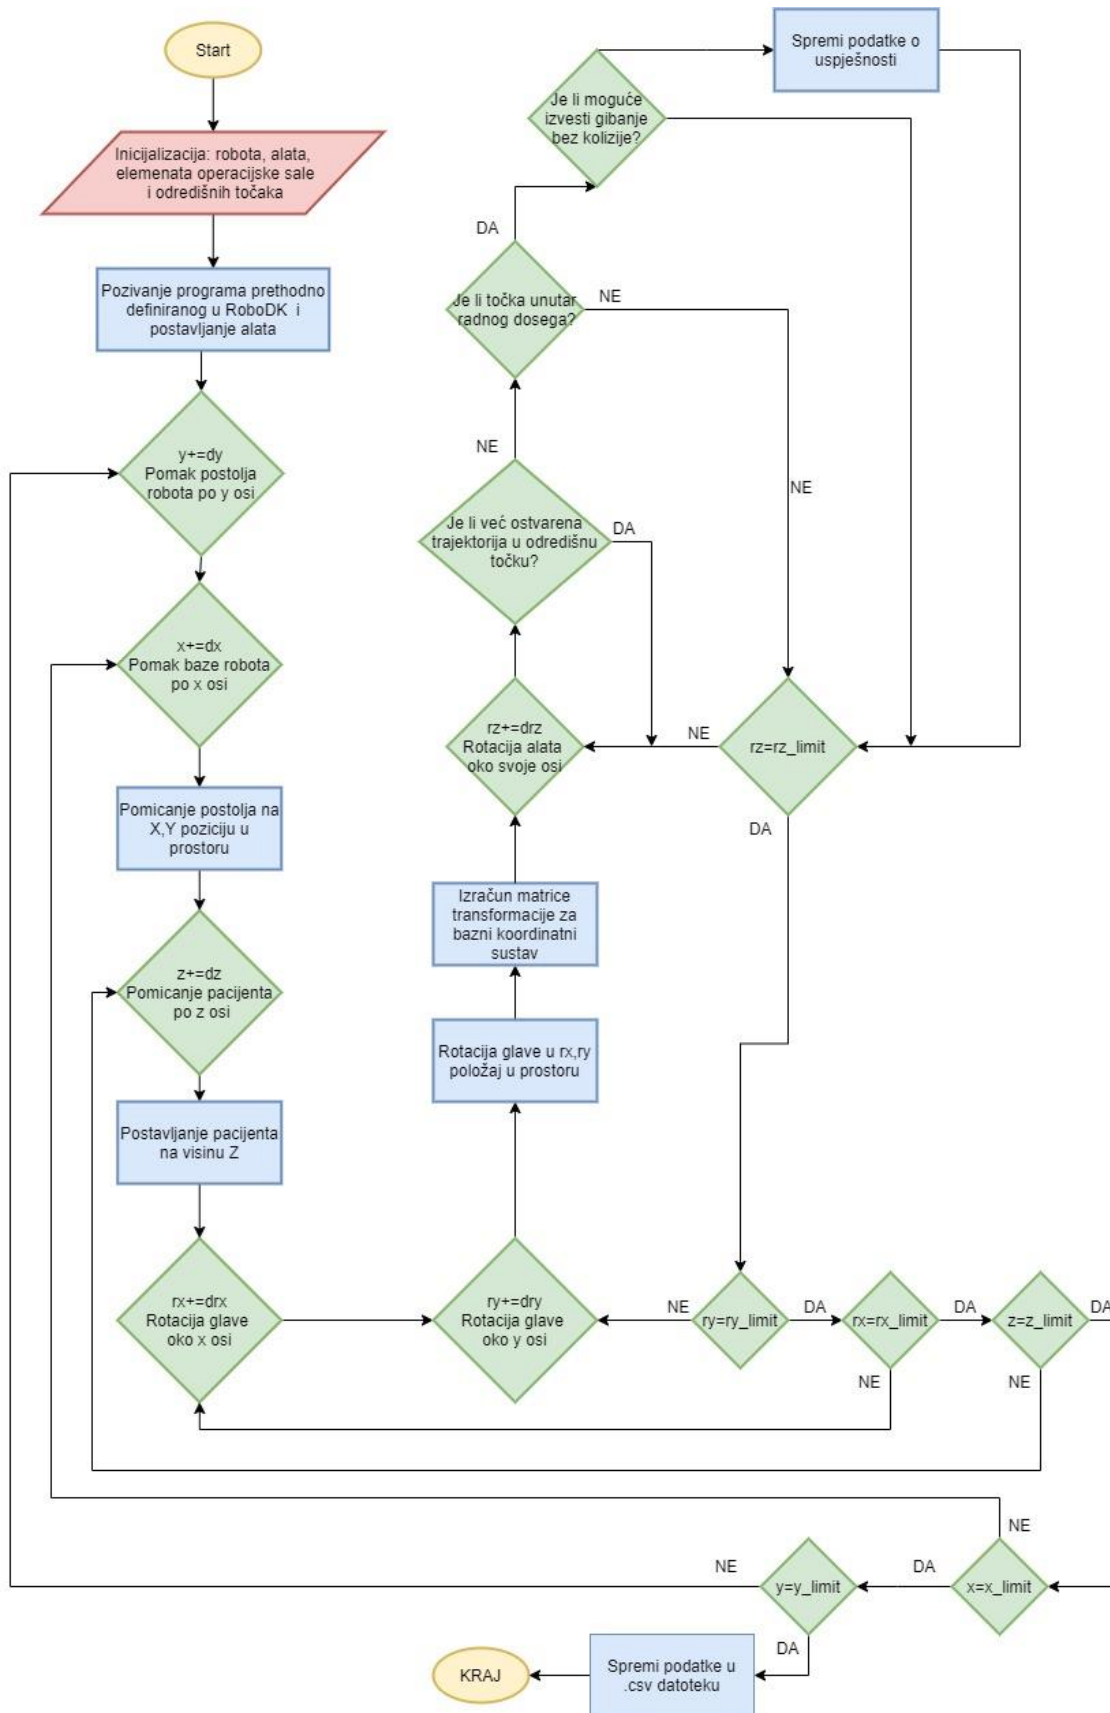 Start
Inicijalizacija: robota, alata,
elemenata operacijske sale
i odredišnih točaka
Pozivanje programa prethodno
definiranog u RoboDK i
postavljanje alata
y+=dy
Pomak postolja
robota po y osi
x+=dx
Pomak baze robota
po x osi
Pomicanje postolja na
X,Y poziciju u
prostoru
z+=dz
Pomicanje pacijenta
po z osi
Postavljanje pacijenta
na visinu Z
rx+=drx
Rotacija glave
oko x osi
ry+=dry
Rotacija glave
oko y osi
Rotacija glave u rx,ry
položaj u prostoru
Izračun matrice
transformacije za
bazni koordinatni
sustav
rz+=drz
Rotacija alata
oko svoje osi
Je li već ostvarena
trajektorija u odredišnu
točku?
DA
NE
Je li točka unutar
radnog dosega?
NE
NE
DA
Je li moguće
izvesti gibanje
bez kolizije?
Spremi podatke o
uspješnosti
rz=rz_limit
NE
DA
ry=ry_limit
NE
DA
rx=rx_limit
NE
DA
z=z_limit
NE
DA
x=x_limit
NE
DA
y=y_limit
NE
DA
Spremi podatke u
.csv datoteku
KRAJ